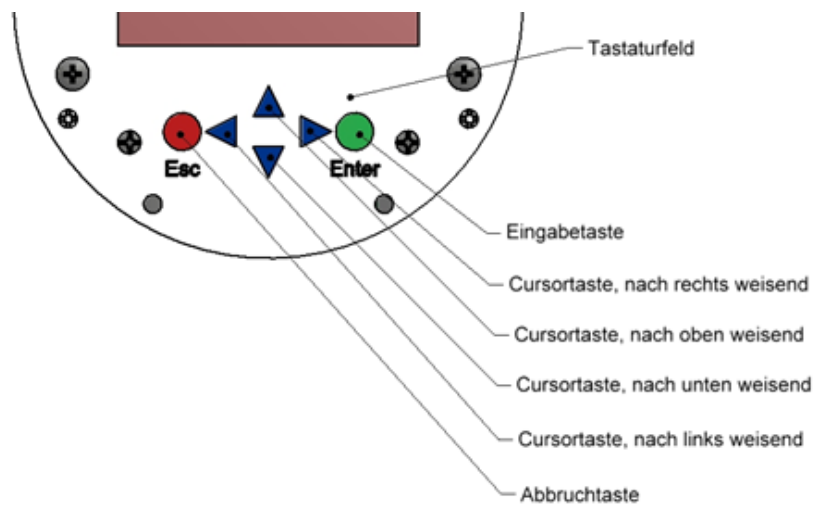 Tastaturfeld
Esc
Enter
Eingabetaste
Cursortaste, nach rechts weisend
Cursortaste, nach oben weisend
Cursortaste, nach unten weisend
Cursortaste, nach links weisend
Abbruchtaste